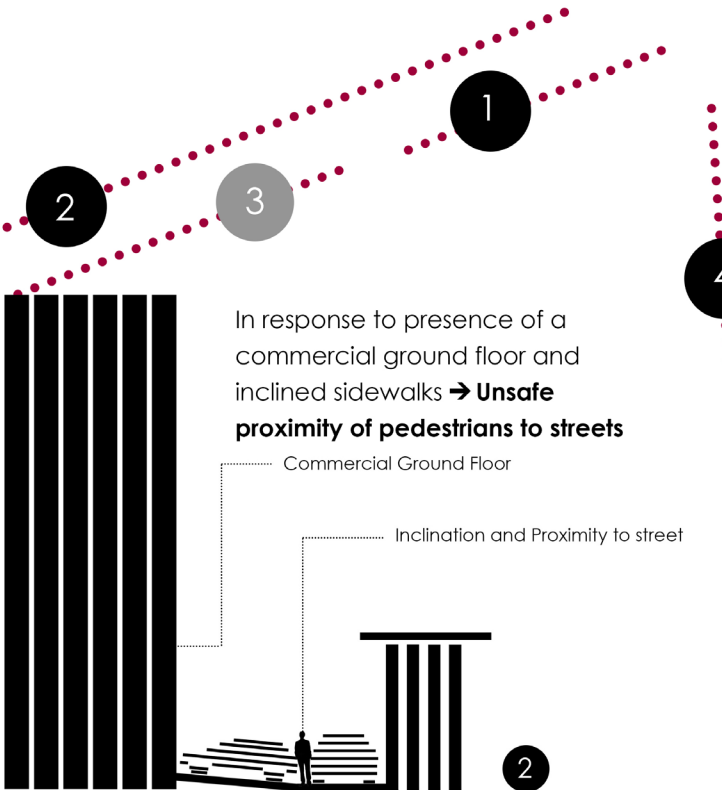 1
2
3
4
In response to presence of a
commercial ground floor and
inclined sidewalks ➔ Unsafe
proximity of pedestrians to streets
Commercial Ground Floor
Inclination and Proximity to street
2